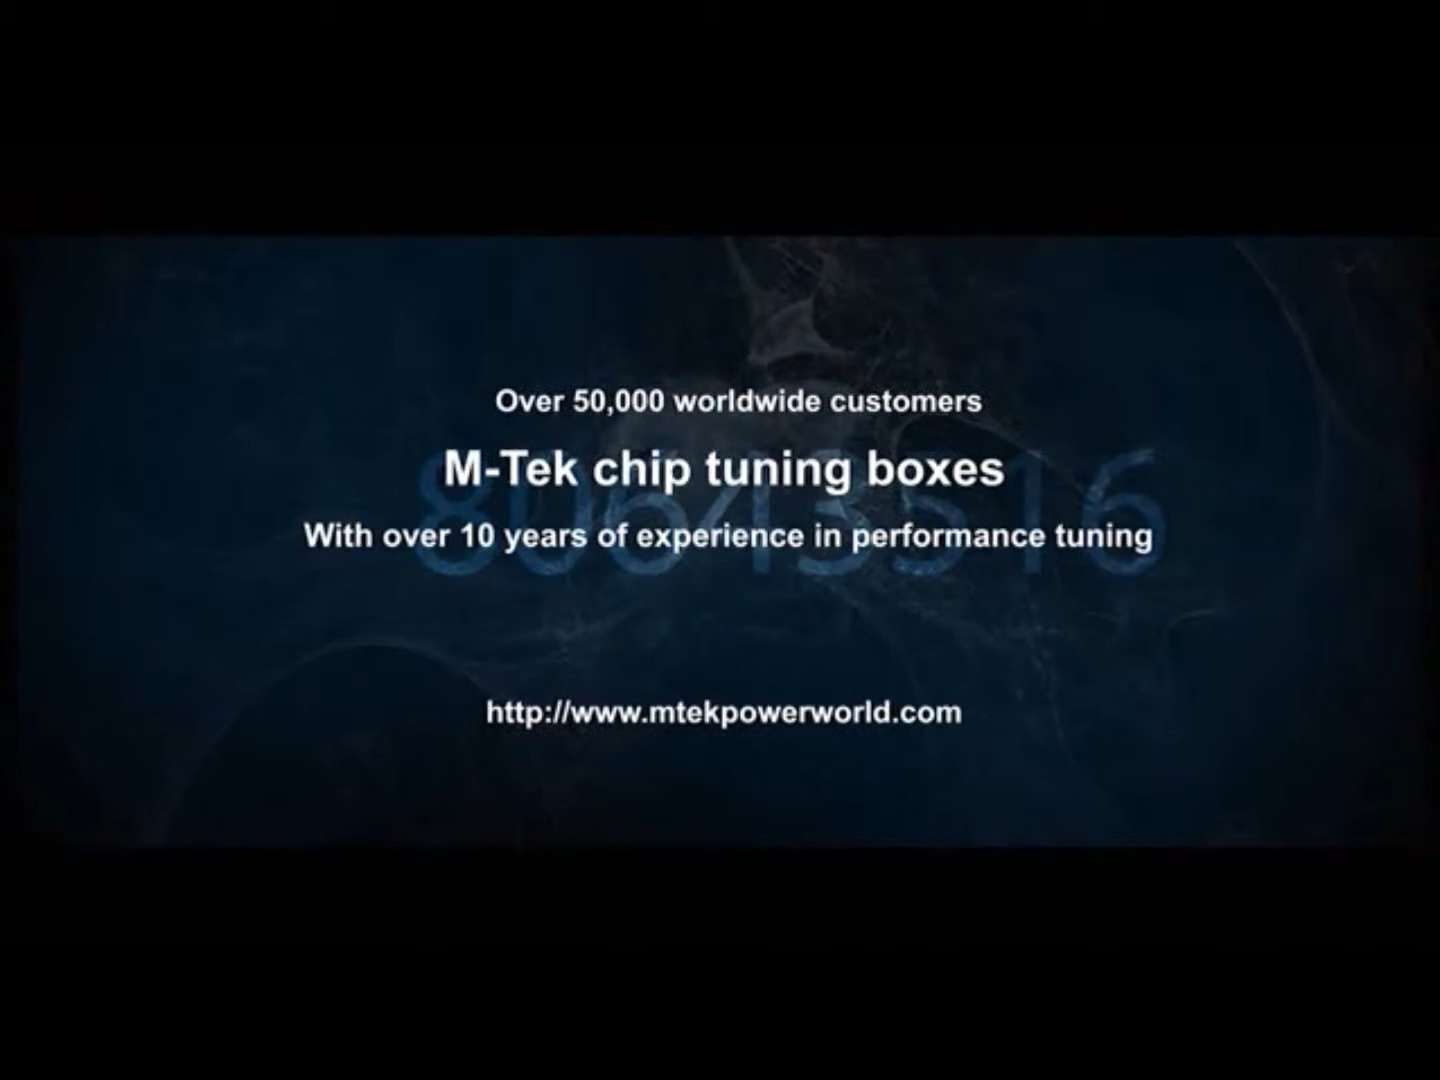 Over 50,000 worldwide customers
M-Tek chip tuning boxes
With over 10 years of experience in performance tuning
80643516
http://www.mtekpowerworld.com